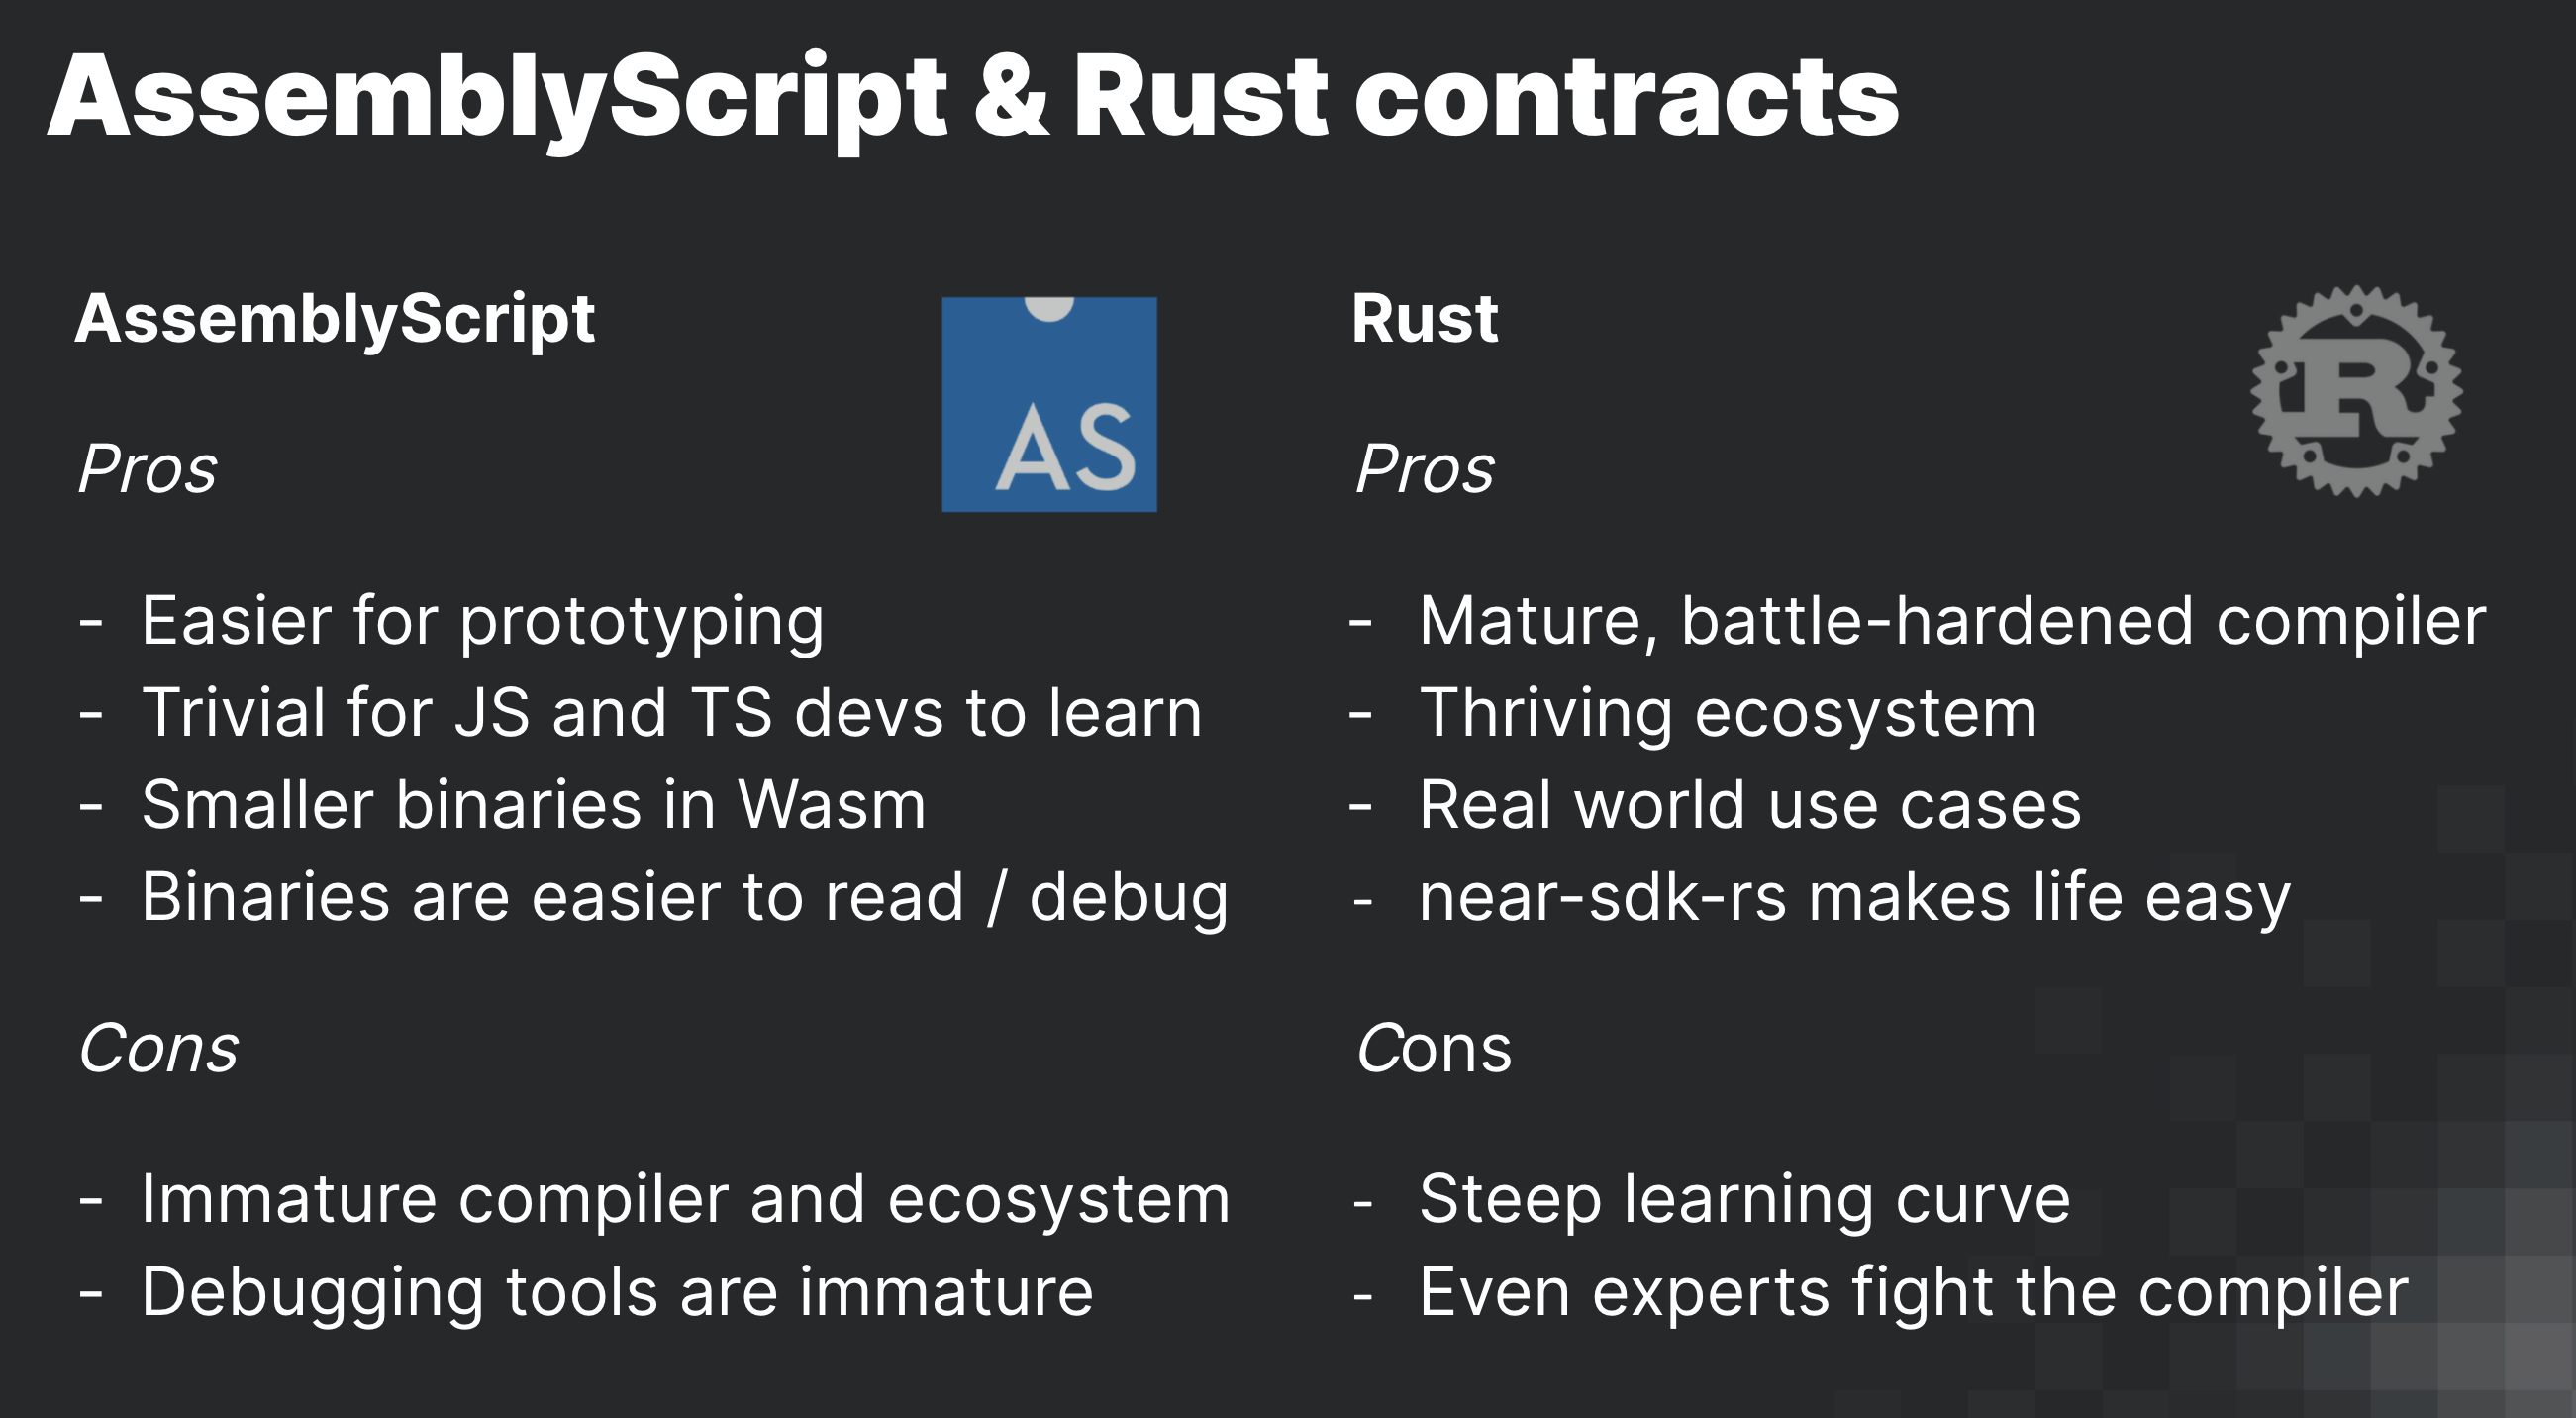 AssemblyScript & Rust contracts
AssemblyScript
AS
Pros
- Easier for prototyping
- Trivial for JS and TS devs to learn
- Smaller binaries in Wasm
- Binaries are easier to read / debug
Cons
- Immature compiler and ecosystem
- Debugging tools are immature
Rust
R
Pros
- Mature, battle-hardened compiler
- Thriving ecosystem
- Real world use cases
- near-sdk-rs makes life easy
Cons
- Steep learning curve
- Even experts fight the compiler